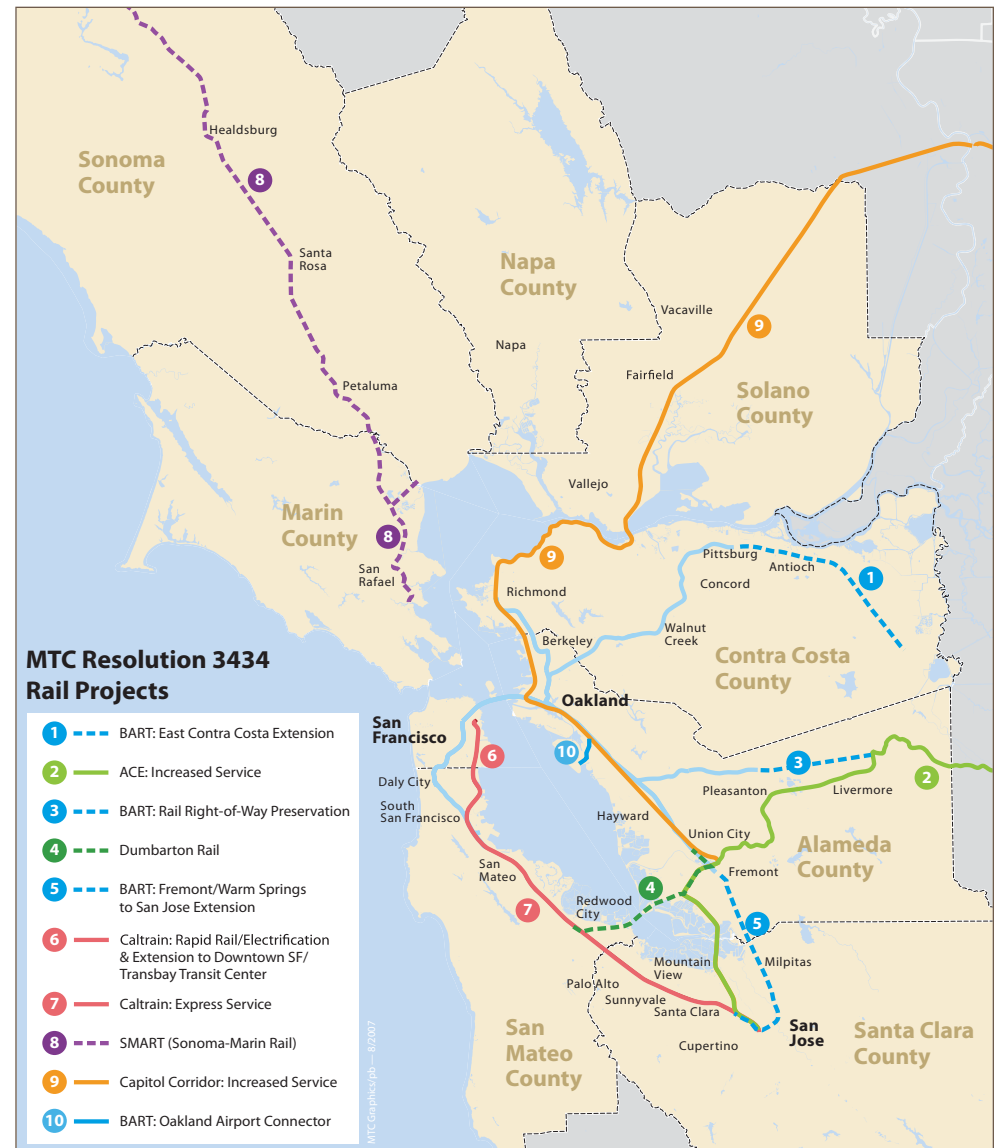 Healdsburg
Sonoma
County
8
Santa
Rosa
Napa
County
Vacaville
9
Napa
Fairfield
Petaluma
Solano
County
Vallejo
Marin
County
8
San
Rafael
9
Pittsburg
Antioch
1
Concord
Richmond
Berkeley
Walnut
Creek
Contra Costa
County
MTC Resolution 3434
Rail Projects
Oakland
San
Francisco
6
10
3
2
Daly City
Pleasanton
Livermore
South
San Francisco
Hayward
Union City
Alameda
County
San
Mateo
Fremont
4
Redwood
City
7
5
Mountain
View
Milpitas
Palo Alto
Sunnyvale
Santa Clara
San
Jose
Cupertino
San
Mateo
County
Santa Clara
County
1 BART: East Contra Costa Extension
2 ACE: Increased Service
3 BART: Rail Right-of-Way Preservation
4 Dumbarton Rail
5 BART: Fremont/Warm Springs
to San Jose Extension
6 Caltrain: Rapid Rail/Electrification
& Extension to Downtown SF/
Transbay Transit Center
7 Caltrain: Express Service
8 SMART (Sonoma-Marin Rail)
9 Capitol Corridor: Increased Service
10 BART: Oakland Airport Connector
MTC Graphics/pb — 8/2007